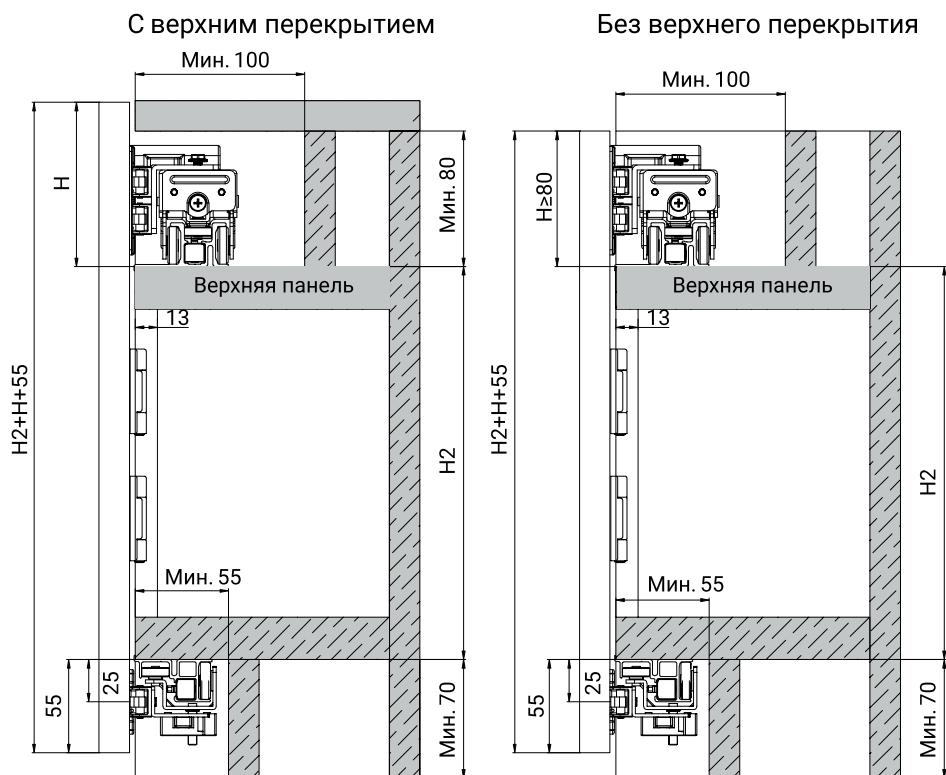 С верхним перекрытием
Мин. 100
H
Мин. 80
Верхняя панель
13
H2+H+55
H2
Мин. 55
55
25
Мин. 70
Без верхнего перекрытия
Мин. 100
H≥80
Верхняя панель
13
H2+H+55
H2
Мин. 55
55
25
Мин. 70